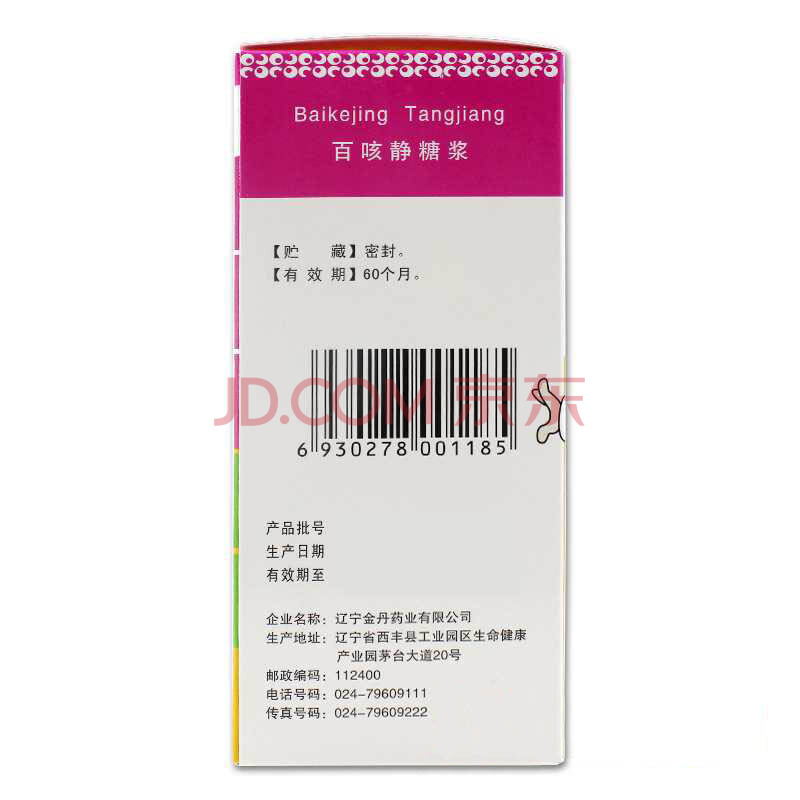 Baikejing Tangjiang
百咳静糖浆
【贮 藏】密封。
【有 效 期】60个月。
JD.COM 京东
6 930278 001185
产品批号
生产日期
有效期至
企业名称：辽宁金丹药业有限公司
生产地址：辽宁省西丰县工业园区生命健康
产业园茅台大道20号
邮政编码：112400
电话号码：024-79609111
传真号码：024-79609222